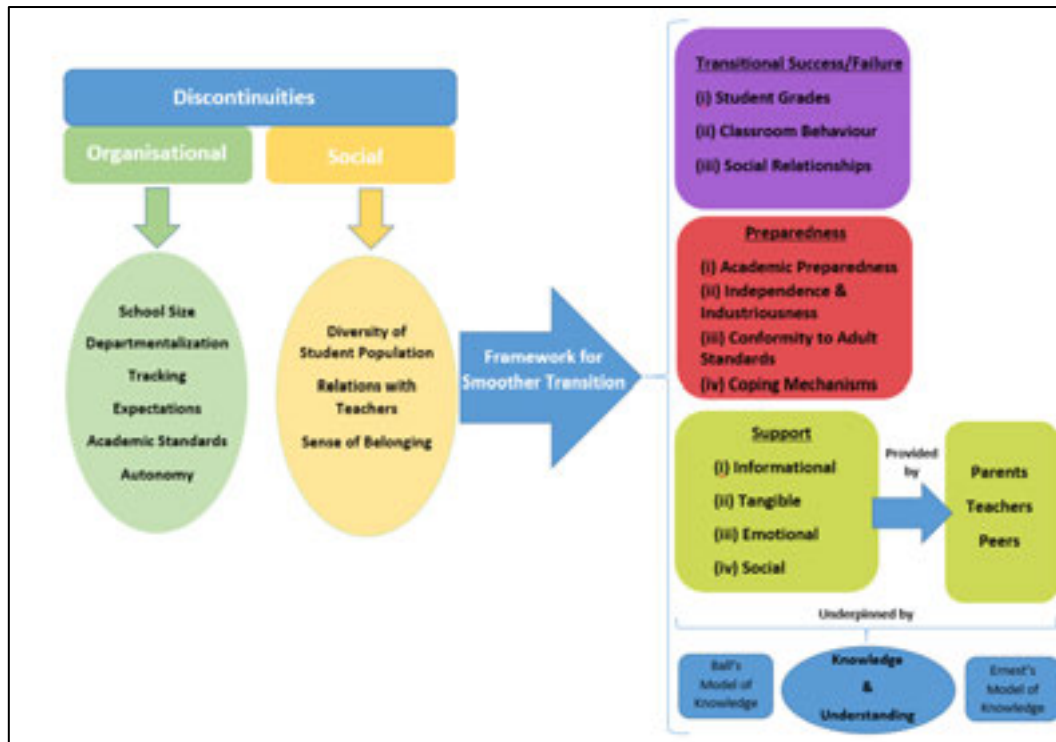 Discontinuities
Organisational
Social
School Size
Departmentalization
Tracking
Expectations
Academic Standards
Autonomy
Diversity of
Student Population
Relations with
Teachers
Sense of Belonging
Framework for
Smoother Transition
Transitional Success/Failure
(i) Student Grades
(ii) Classroom Behaviour
(iii) Social Relationships
Preparedness
(i) Academic Preparedness
(ii) Independence &
Industriousness
(iii) Conformity to Adult
Standards
(iv) Coping Mechanisms
Support
(i) Informational
(ii) Tangible
(iii) Emotional
(iv) Social
Provided
by
Parents
Teachers
Peers
Underpinned by
Ball's
Model of
Knowledge
Knowledge
&
Understanding
Ernest's
Model of
Knowledge